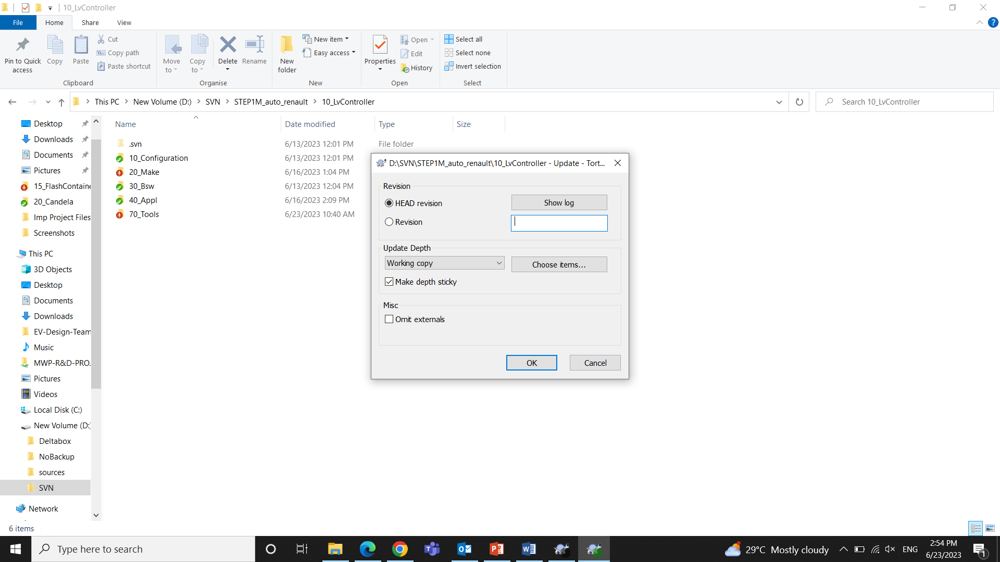 10_LvController
File
Home
Share
View
Pin to Quick access
Copy
Paste
Cut
Copy path
Paste shortcut
Clipboard
Move to
Copy to
Delete
Rename
Organise
New folder
New item
Easy access
New
Properties
Open
Edit
History
Open
Select all
Select none
Invert selection
Select
This PC
New Volume (D:)
SVN
STEP1M_auto_renault
10_LvController
Search 10_LvController
Desktop
Downloads
Documents
Pictures
15_FlashContaine
20_Candela
Imp Project Files
Screenshots
This PC
3D Objects
Desktop
Documents
Downloads
EV-Design-Team
Music
MWP-R&D-PRO.
Pictures
Videos
Local Disk (C:)
New Volume (D:)
Deltabox
NoBackup
sources
SVN
Network
Name Date modified Type Size
.svn 6/13/2023 12:01 PM File folder
10_Configuration 6/13/2023 12:01 PM
20_Make 6/16/2023 1:04 PM
30_Bsw 6/13/2023 12:04 PM
40_Appl 6/16/2023 2:09 PM
70_Tools 6/23/2023 10:40 AM
D:\SVN\STEP1M_auto_renault\10_LvController - Update - Tort...
Revision
HEAD revision
Show log
Revision
Update Depth
Working copy
Choose items...
Make depth sticky
Misc
Omit externals
OK
Cancel
6 items
Type here to search
29°C Mostly cloudy
ENG
2:54 PM
6/23/2023
1